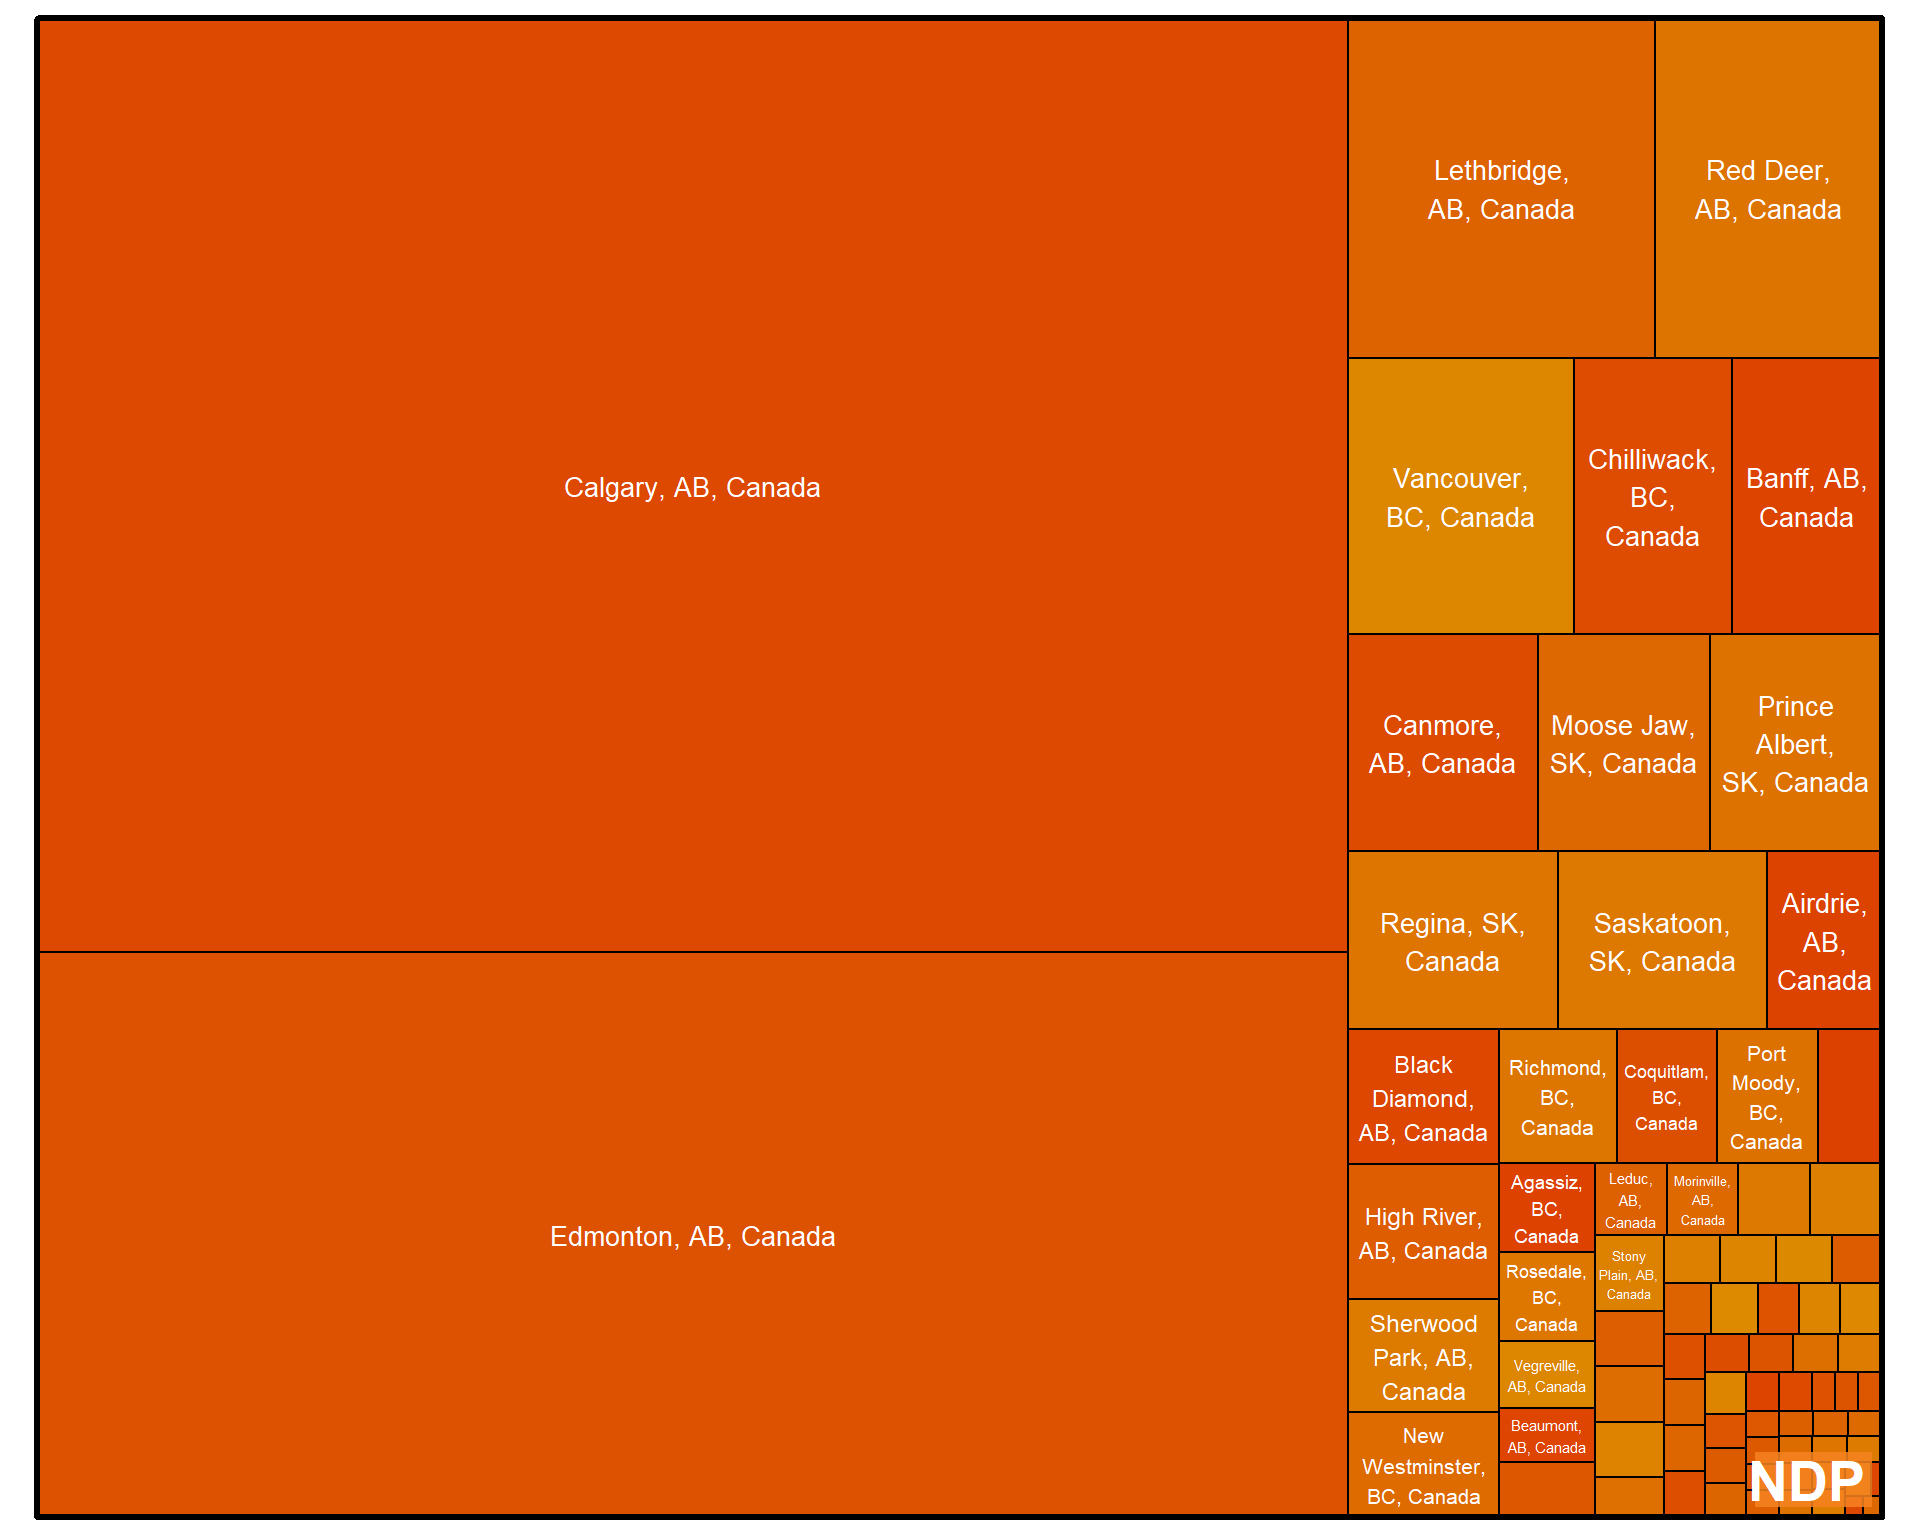 Calgary, AB, Canada
Edmonton, AB, Canada
Lethbridge,
AB, Canada
Red Deer,
AB, Canada
Vancouver,
BC, Canada
Chilliwack,
BC,
Canada
Banff, AB,
Canada
Canmore,
AB, Canada
Moose Jaw,
SK, Canada
Prince
Albert,
SK, Canada
Regina, SK,
Canada
Saskatoon,
SK, Canada
Airdrie,
AB,
Canada
Black
Diamond,
AB, Canada
Richmond,
BC,
Canada
Coquitlam,
BC,
Canada
Port
Moody,
BC,
Canada
High River,
AB, Canada
Agassiz,
BC,
Canada
Leduc,
AB,
Canada
Morinville,
AB,
Canada
Rosedale,
BC,
Canada
Stony
Plain, AB,
Canada
Sherwood
Park, AB,
Canada
Vegreville,
AB, Canada
Beaumont,
AB, Canada
New
Westminster,
BC, Canada
NDP